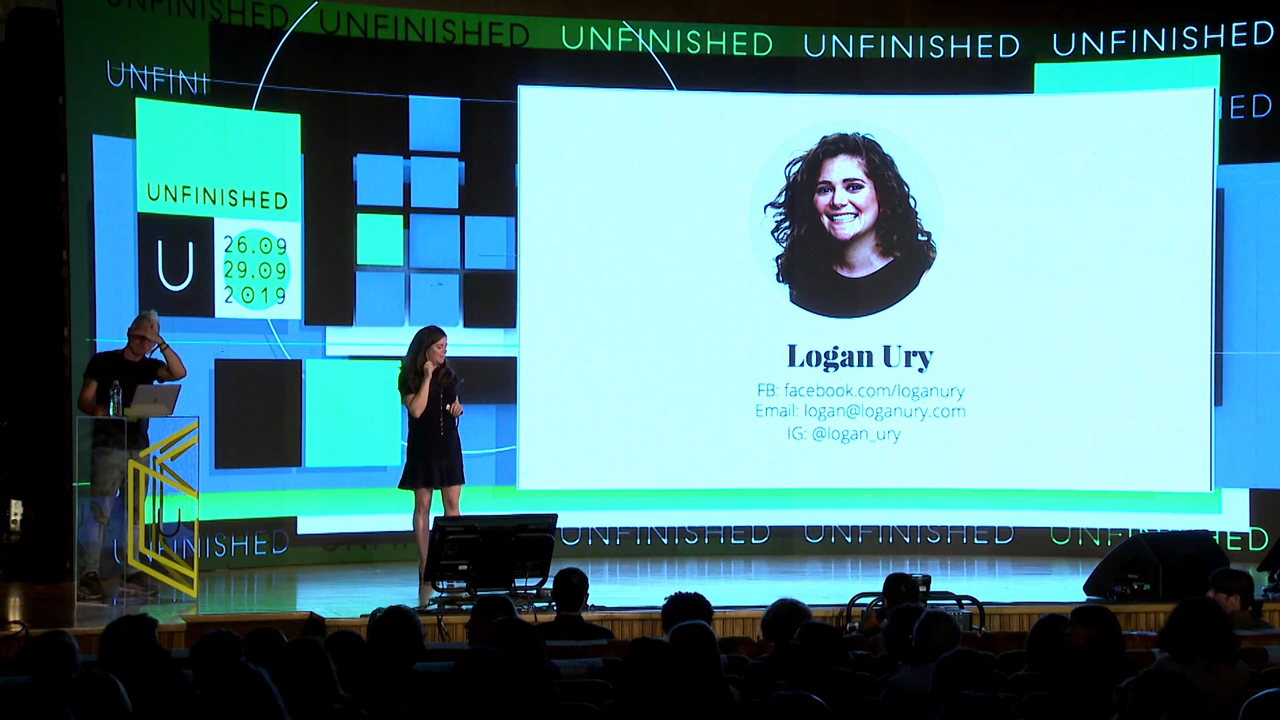 UNFINISHED UNFINISHED UNFINISHED UNFINISHED UNFINISHED
UNFINI
UNFINISHED
U
26.09
29.09
2019
Logan Ury
FB: facebook.com/loganury
Email: logan@loganury.com
IG: @logan_ury
U
UNFINISHED UNFINISHED UNFINISHED